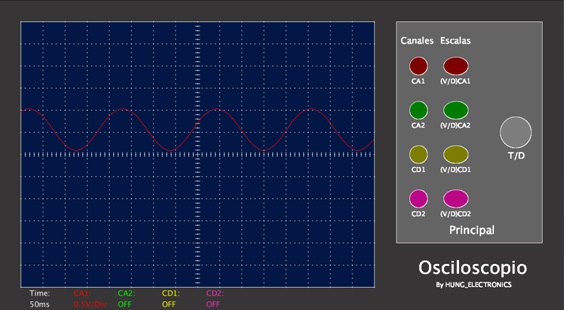 Canales Escalas
CA1 (V/D)CA1
CA2 (V/D)CA2
T/D
CD1 (V/D)CD1
CD2 (V/D)CD2
Principal
Osciloscopio
By HUNG_ELECTRONICS
Time: CA1: CA2: CD1: CD2:
50ms 0.5V/Div OFF OFF OFF